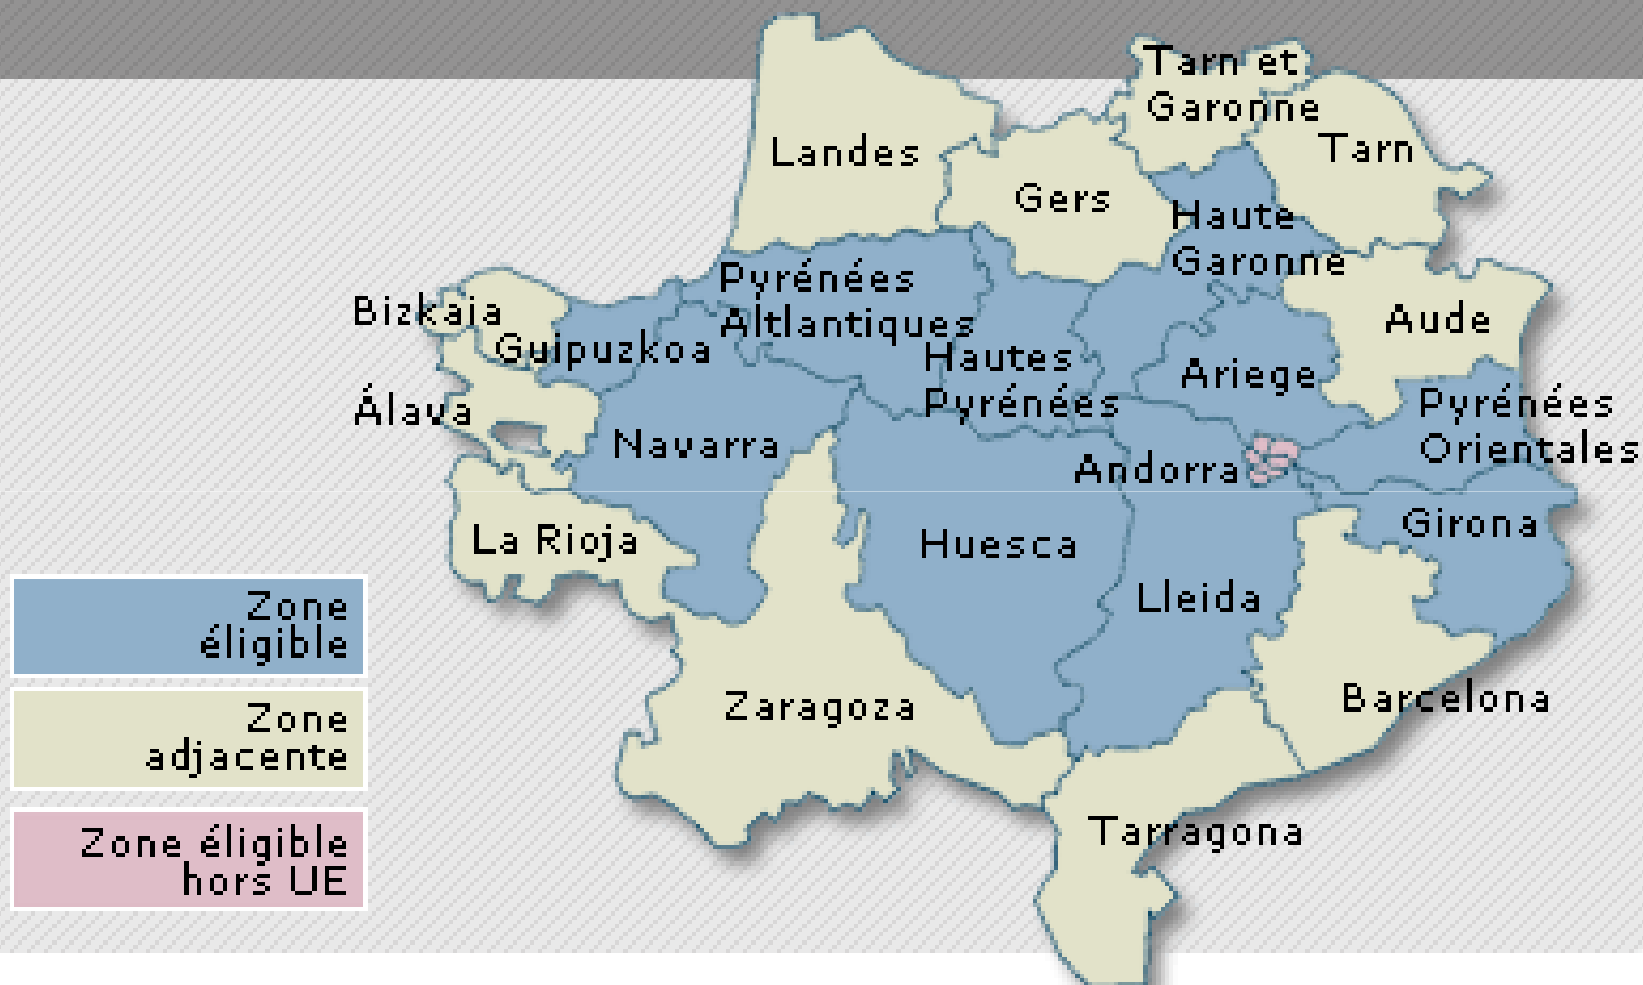 Tarn et
Garonne
Tarn
Landes
Gers
Haute
Garonne
Pyrénées
Altlantiques
Bizkaia
Guipuzkoa
Aude
Hautes
Pyrénées
Ariege
Álava
Pyrénées
Orientales
Navarra
Andorra
Girona
La Rioja
Huesca
Lleida
Zaragoza
Barcelona
Tarragona
Zone
éligible
Zone
adjacente
Zone éligible
hors UE